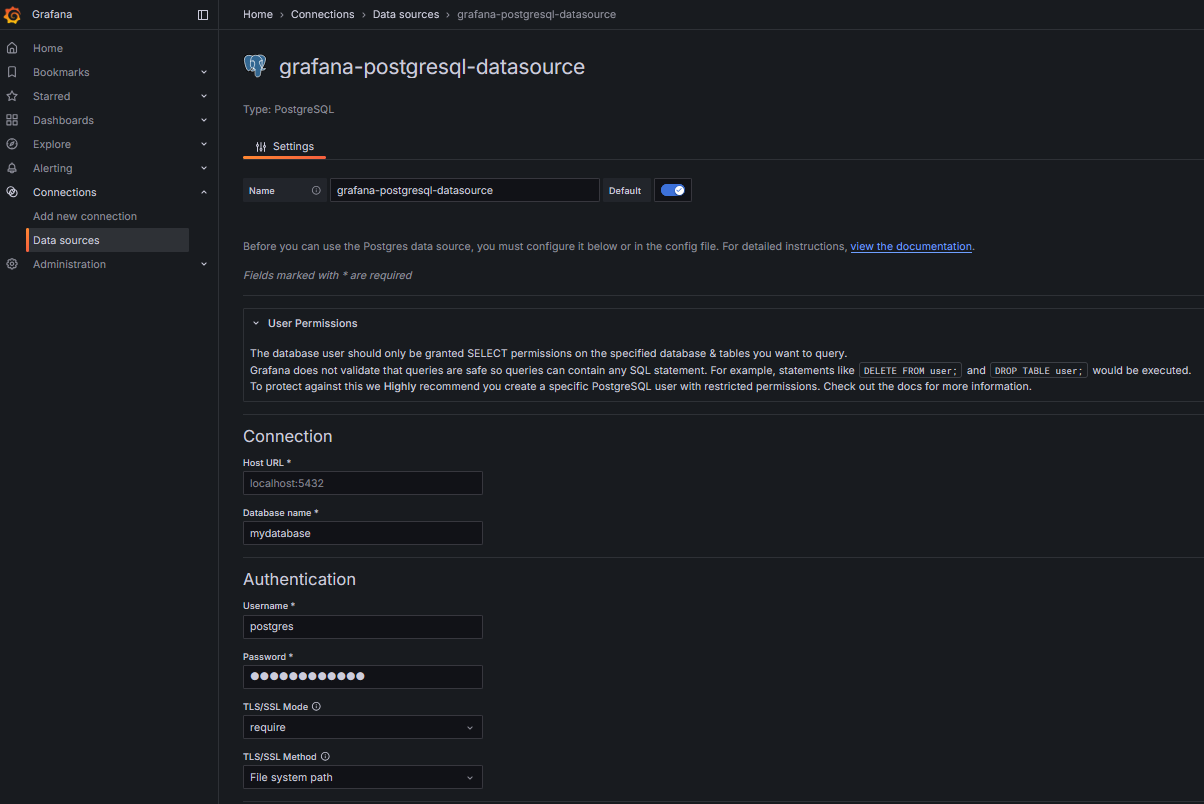 Grafana
Home › Connections › Data sources › grafana-postgresql-datasource
Home
Bookmarks
Starred
Dashboards
Explore
Alerting
Connections
Add new connection
Data sources
Administration
grafana-postgresql-datasource
Type: PostgreSQL
Settings
Name grafana-postgresql-datasource Default
Before you can use the Postgres data source, you must configure it below or in the config file. For detailed instructions, view the documentation.
Fields marked with * are required
User Permissions
The database user should only be granted SELECT permissions on the specified database & tables you want to query.
Grafana does not validate that queries are safe so queries can contain any SQL statement. For example, statements like DELETE FROM user; and DROP TABLE user; would be executed.
To protect against this we Highly recommend you create a specific PostgreSQL user with restricted permissions. Check out the docs for more information.
Connection
Host URL *
localhost:5432
Database name *
mydatabase
Authentication
Username *
postgres
Password *
●●●●●●●●●●●●
TLS/SSL Mode
require
TLS/SSL Method
File system path